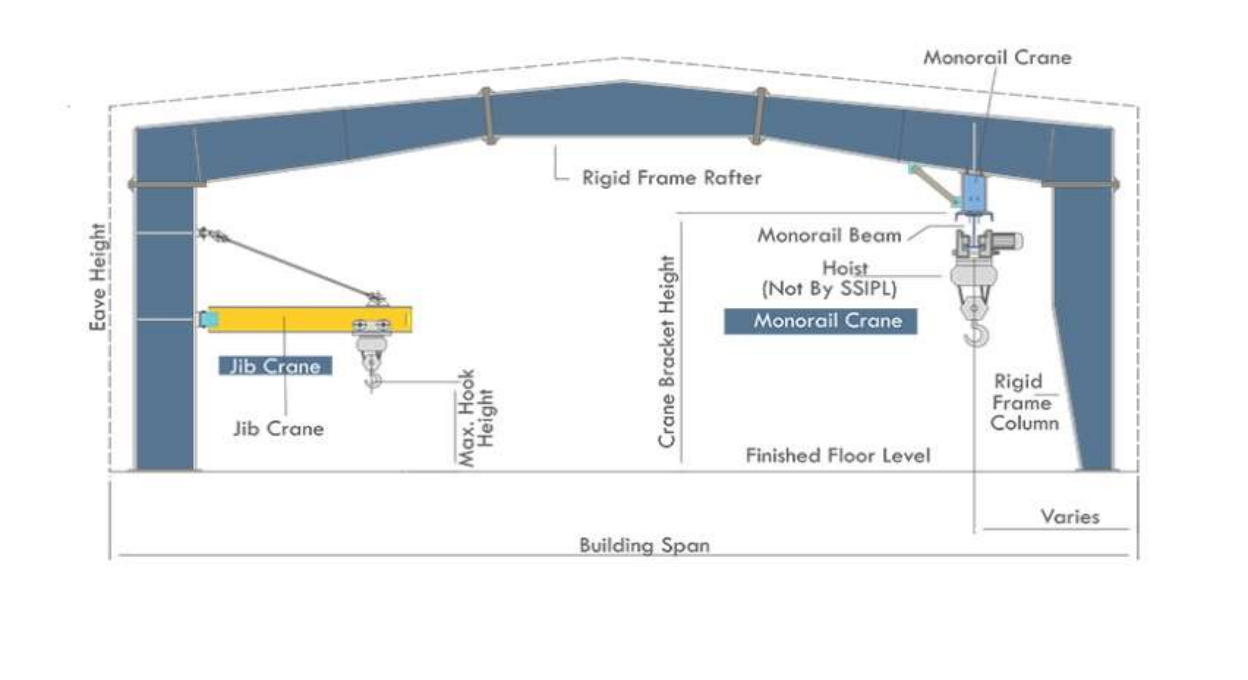 Monorail Crane
Rigid Frame Rafter
Eave Height
Monorail Beam
Hoist
(Not By SSIPL)
Monorail Crane
Crane Bracket Height
Jib Crane
Jib Crane
Max. Hook
Height
Rigid
Frame
Column
Finished Floor Level
Varies
Building Span